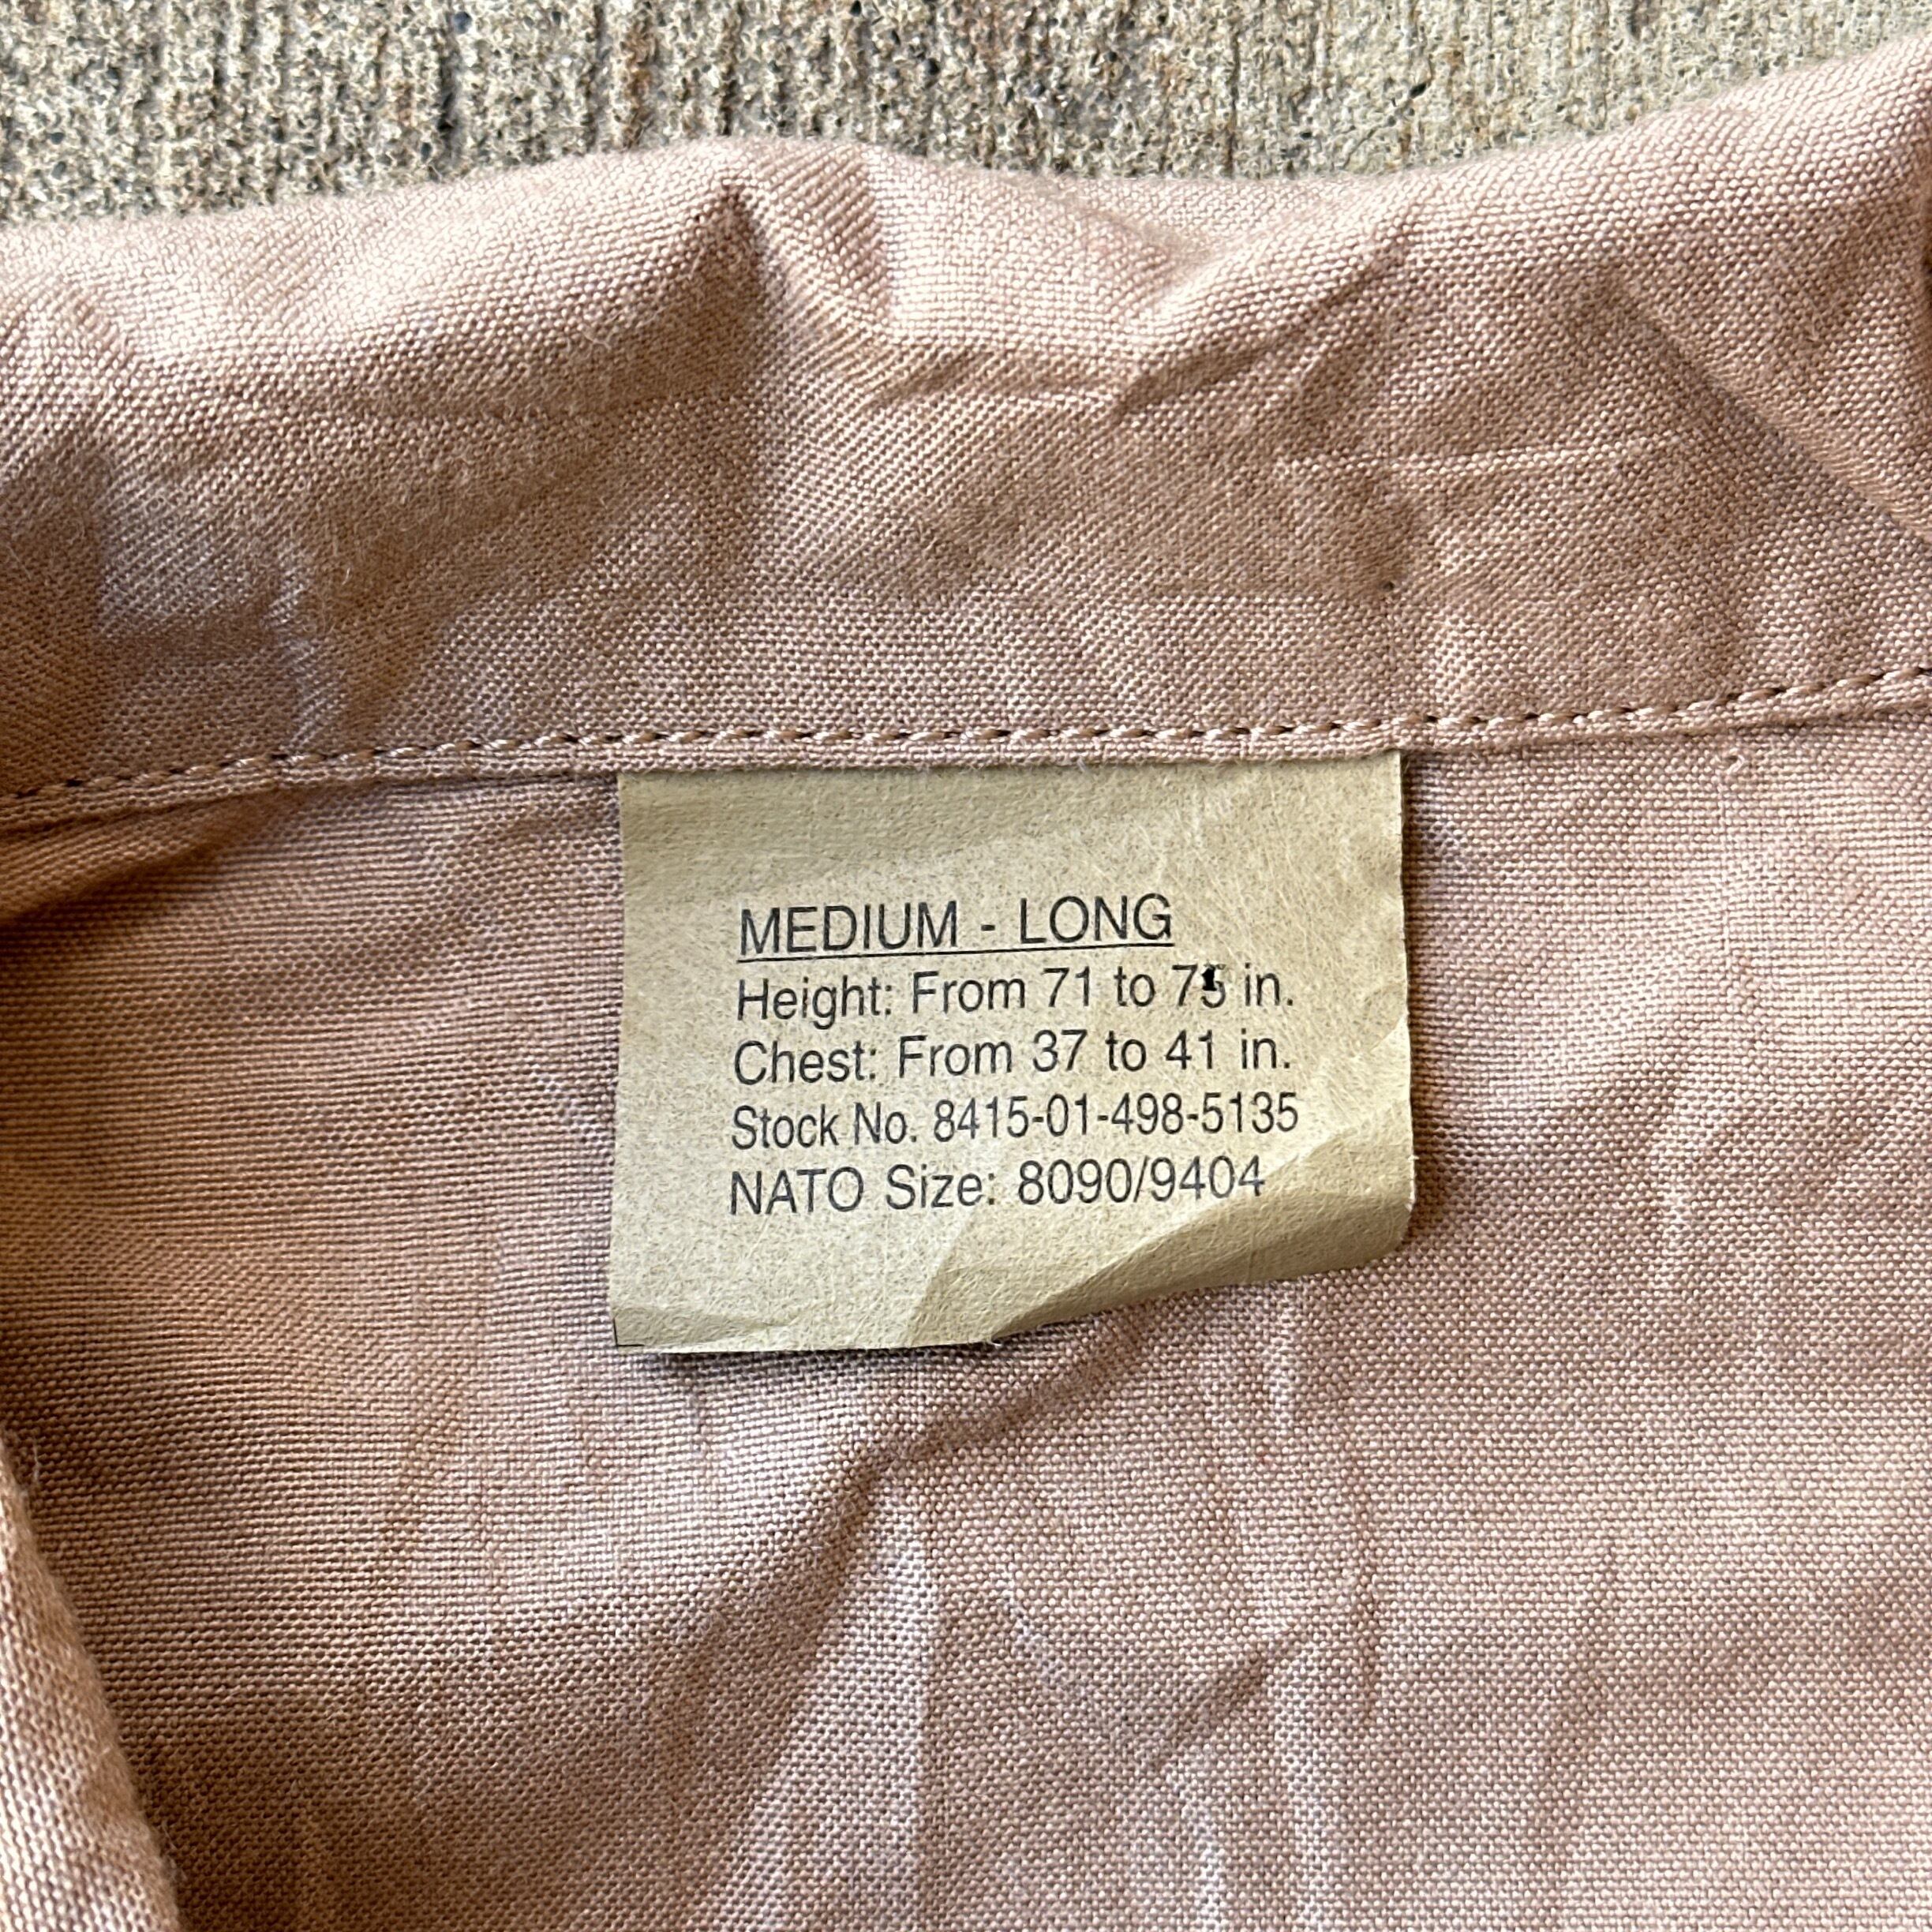 MEDIUM - LONG
Height: From 71 to 75 in.
Chest: From 37 to 41 in.
Stock No. 8415-01-498-5135
NATO Size: 8090/9404